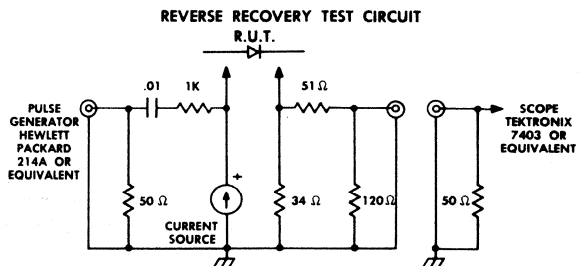 REVERSE RECOVERY TEST CIRCUIT
R.U.T.
.01
1K
51 Ω
PULSE
GENERATOR
HEWLETT
PACKARD
214A OR
EQUIVALENT
SCOPE
TEKTRONIX
7403 OR
EQUIVALENT
50 Ω
+
CURRENT
SOURCE
34 Ω
120 Ω
50 Ω